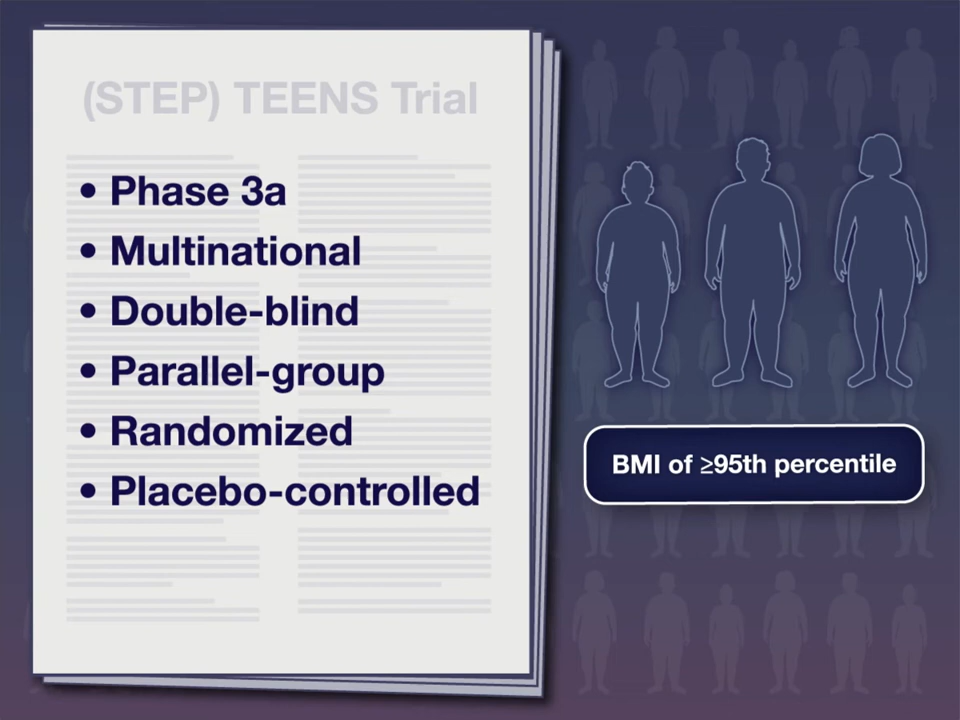 (STEP) TEENS Trial
• Phase 3a
• Multinational
• Double-blind
• Parallel-group
• Randomized
• Placebo-controlled
BMI of ≥95th percentile